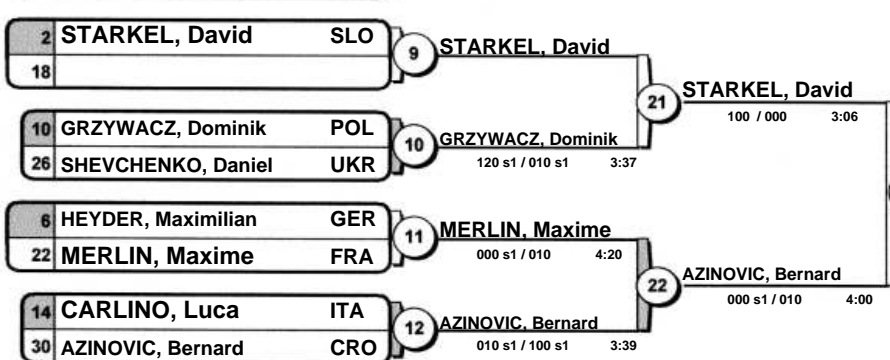 2 STARKEL, David SLO
18
9
STARKEL, David
10 GRZYWACZ, Dominik POL
26 SHEVCHENKO, Daniel UKR
10
GRZYWACZ, Dominik
120 s1 / 010 s1 3:37
21
STARKEL, David
100 / 000 3:06
6 HEYDER, Maximilian GER
22 MERLIN, Maxime FRA
11
MERLIN, Maxime
000 s1 / 010 4:20
14 CARLINO, Luca ITA
30 AZINOVIC, Bernard CRO
12
AZINOVIC, Bernard
010 s1 / 100 s1 3:39
22
AZINOVIC, Bernard
000 s1 / 010 4:00